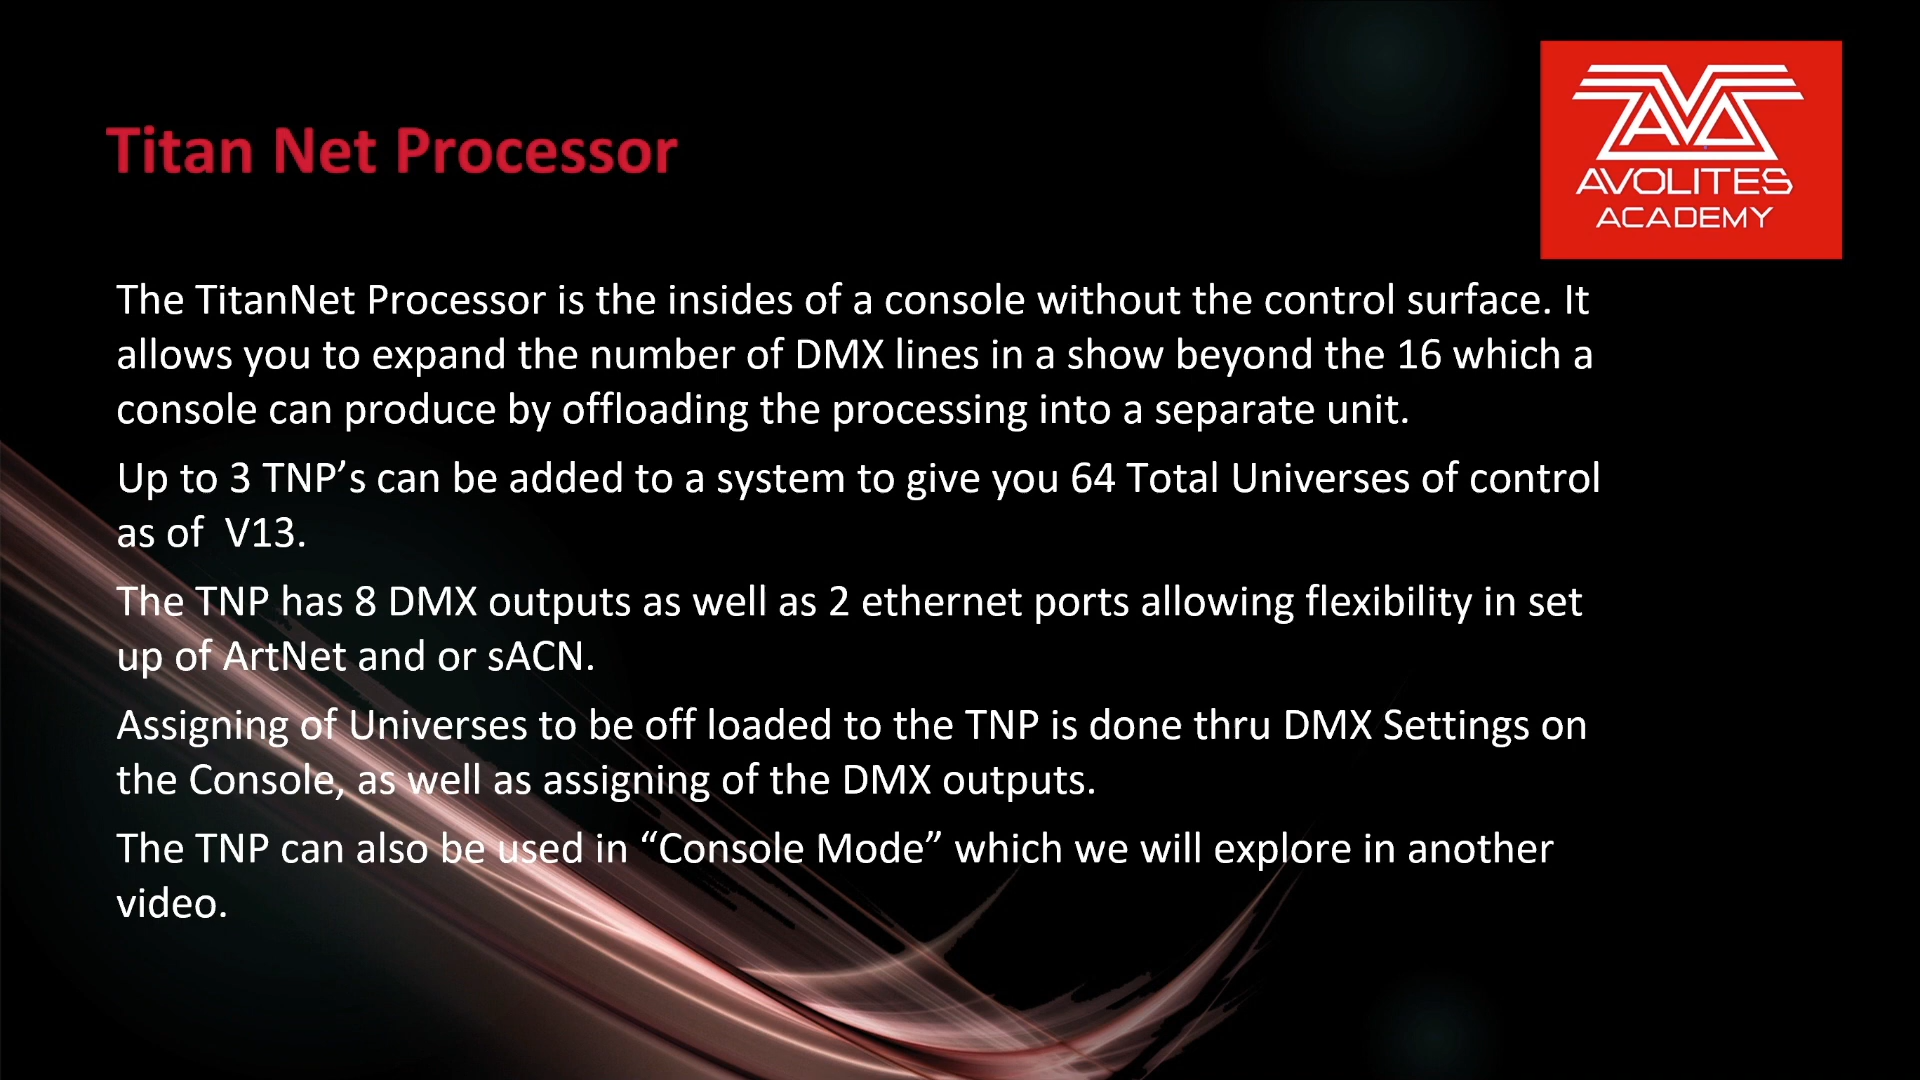 Titan Net Processor
AVOLITES
ACADEMY
The TitanNet Processor is the insides of a console without the control surface. It
allows you to expand the number of DMX lines in a show beyond the 16 which a
console can produce by offloading the processing into a separate unit.
Up to 3 TNP’s can be added to a system to give you 64 Total Universes of control
as of  V13.
The TNP has 8 DMX outputs as well as 2 ethernet ports allowing flexibility in set
up of ArtNet and or sACN.
Assigning of Universes to be off loaded to the TNP is done thru DMX Settings on
the Console, as well as assigning of the DMX outputs.
The TNP can also be used in “Console Mode” which we will explore in another
video.